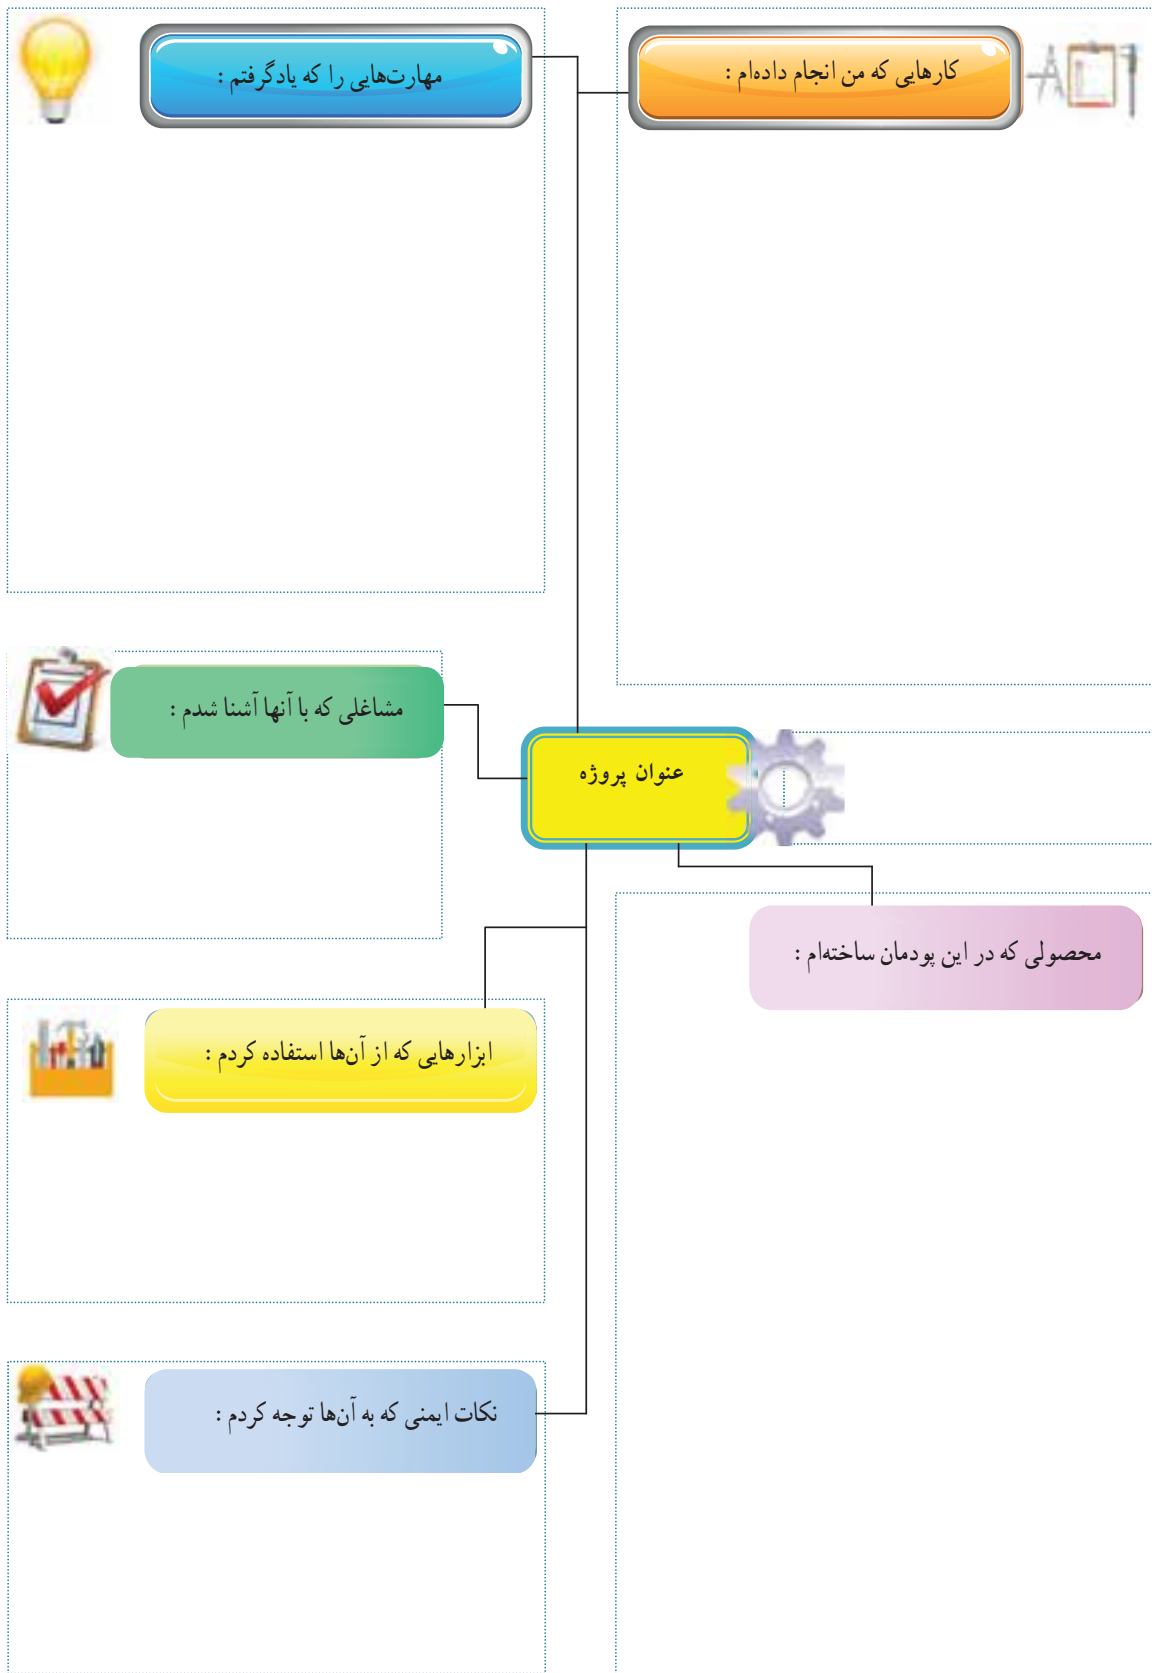 کارهایی که من انجام داده‌ام :
مهارت‌هایی را که یادگرفتم :
مشاغلی که با آنها آشنا شدم :
عنوان پروژه
محصولی که در این پودمان ساخته‌ام :
ابزارهایی که از آن‌ها استفاده کردم :
نکات ایمنی که به آن‌ها توجه کردم :